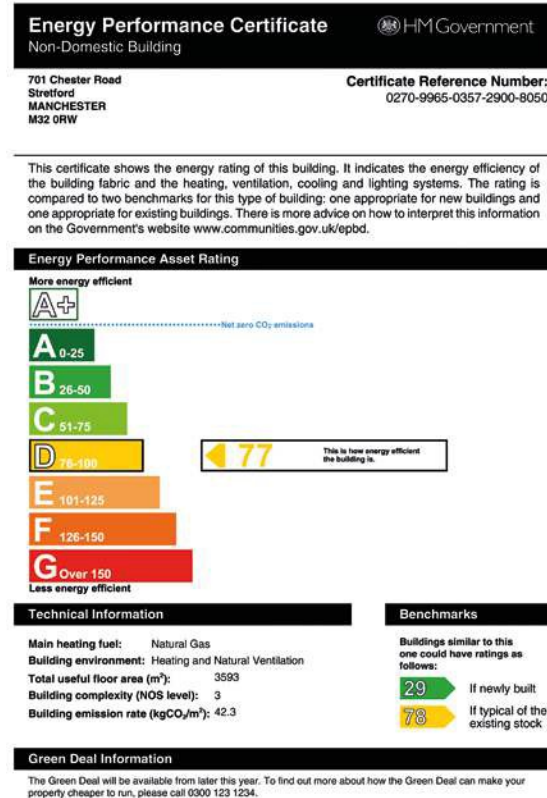 Energy Performance Certificate
HM Government
Non-Domestic Building
701 Chester Road
Stretford
MANCHESTER
M32 0RW
Certificate Reference Number:
0270-9965-0357-2900-8050
This certificate shows the energy rating of this building. It indicates the energy efficiency of
the building fabric and the heating, ventilation, cooling and lighting systems. The rating is
compared to two benchmarks for this type of building: one appropriate for new buildings and
one appropriate for existing buildings. There is more advice on how to interpret this information
on the Government's website www.communities.gov.uk/epbd.
Energy Performance Asset Rating
More energy efficient
A+
Net zero CO₂ emissions
A 0-25
B 26-50
C 51-75
D 76-100
77
This is how energy efficient
the building is.
E 101-125
F 126-150
G Over 150
Less energy efficient
Technical Information
Main heating fuel: Natural Gas
Building environment: Heating and Natural Ventilation
Total useful floor area (m²): 3593
Building complexity (NOS level): 3
Building emission rate (kgCO₂/m²): 42.3
Benchmarks
Buildings similar to this
one could have ratings as
follows:
29 If newly built
78 If typical of the
existing stock
Green Deal Information
The Green Deal will be available from later this year. To find out more about how the Green Deal can make your
property cheaper to run, please call 0300 123 1234.